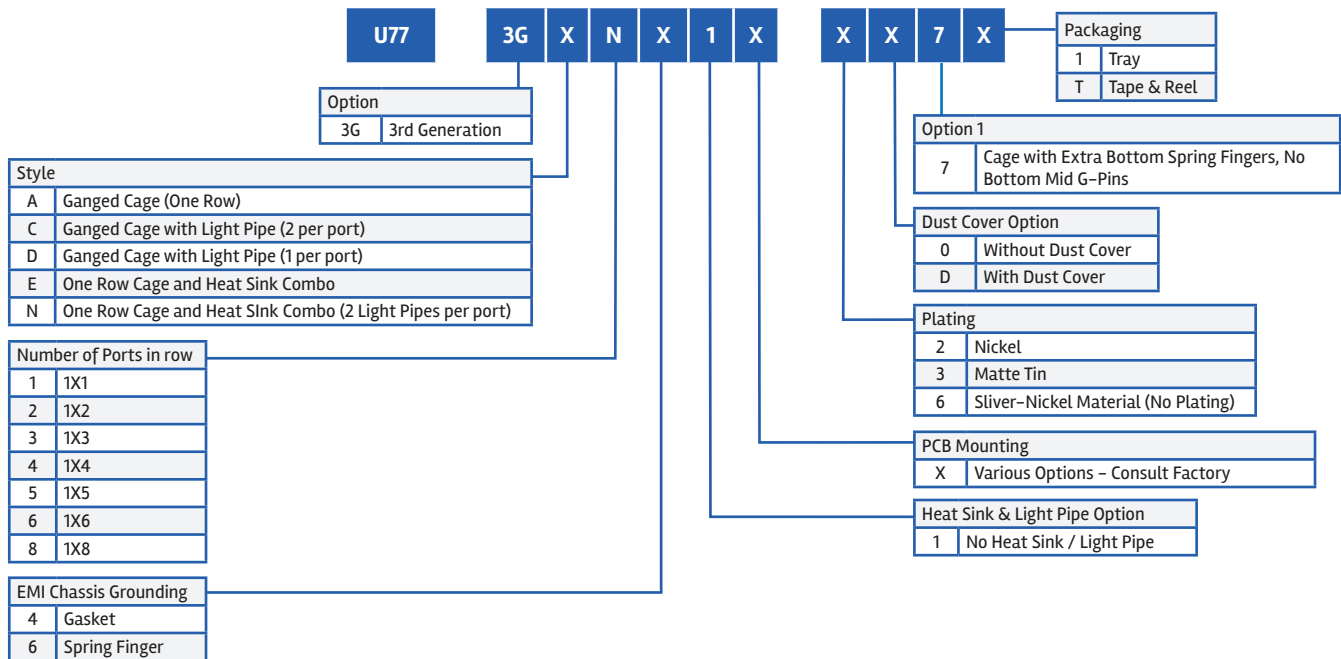 U77 3G X N X 1 X X X 7 X
Packaging
1 Tray
T Tape & Reel
Option
3G 3rd Generation
Option 1
7 Cage with Extra Bottom Spring Fingers, No
Bottom Mid G-Pins
Style
A Ganged Cage (One Row)
C Ganged Cage with Light Pipe (2 per port)
D Ganged Cage with Light Pipe (1 per port)
E One Row Cage and Heat Sink Combo
N One Row Cage and Heat SInk Combo (2 Light Pipes per port)
Dust Cover Option
0 Without Dust Cover
D With Dust Cover
Plating
2 Nickel
3 Matte Tin
6 Sliver-Nickel Material (No Plating)
Number of Ports in row
1 1X1
2 1X2
3 1X3
4 1X4
5 1X5
6 1X6
8 1X8
PCB Mounting
X Various Options – Consult Factory
Heat Sink & Light Pipe Option
1 No Heat Sink / Light Pipe
EMI Chassis Grounding
4 Gasket
6 Spring Finger